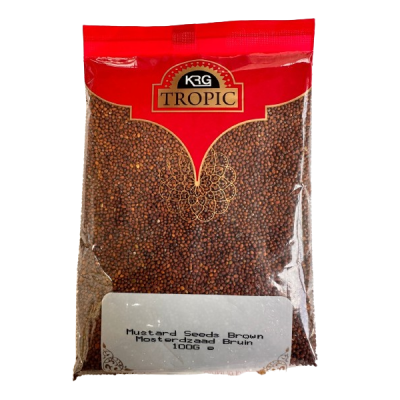 KRG
TROPIC
Mustard Seeds Brown
Mosterdzaad Bruin
100G e